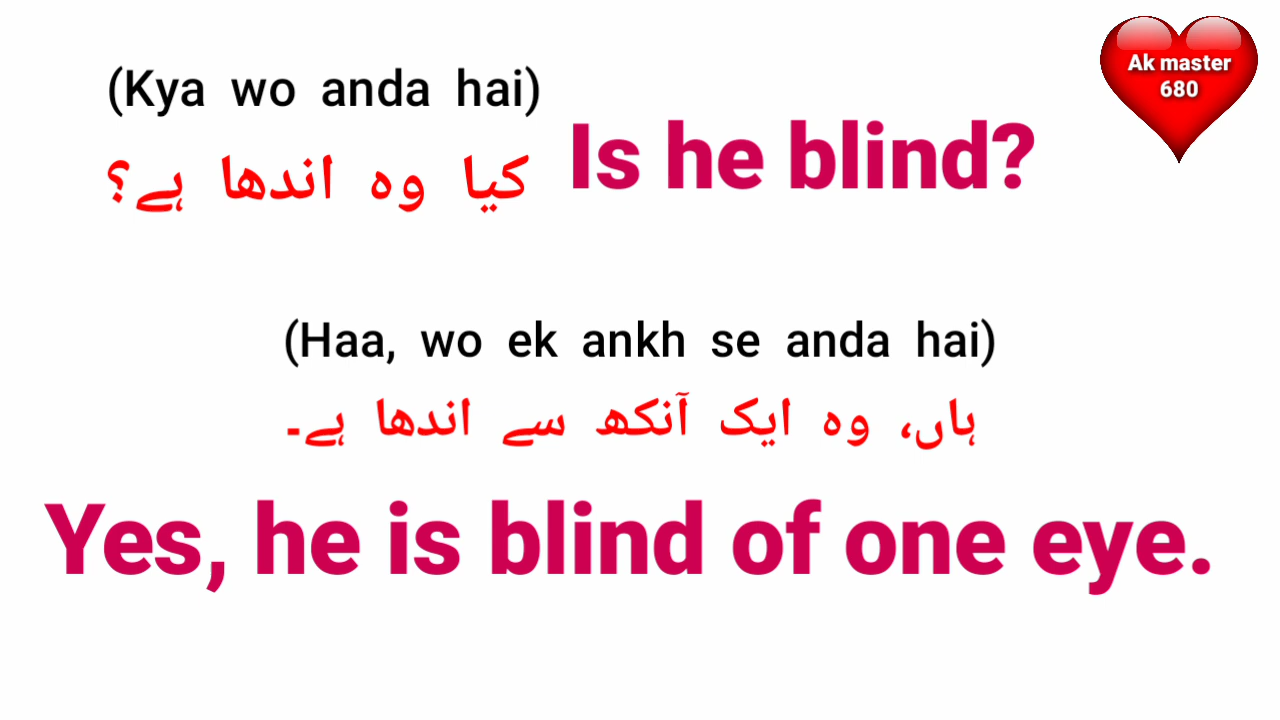 (Kya wo anda hai)
کیا وہ اندھا ہے؟
Is he blind?
Ak master
680
(Haa, wo ek ankh se anda hai)
ہاں، وہ ایک آنکھ سے اندھا ہے۔
Yes, he is blind of one eye.